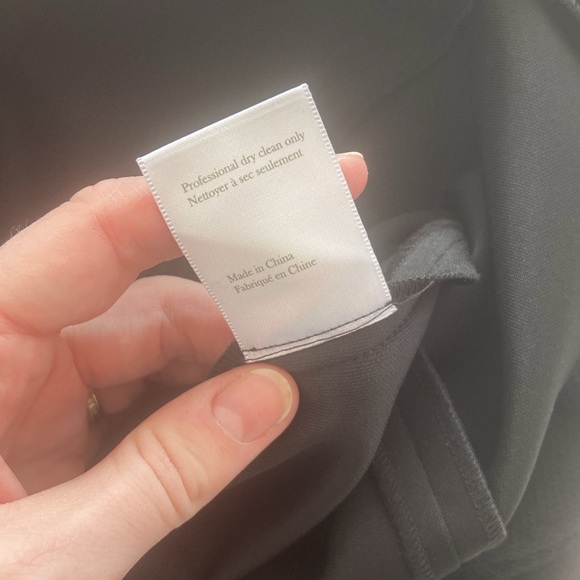 Professional dry clean only
Nettoyer à sec seulement
Made in China
Fabriqué en Chine